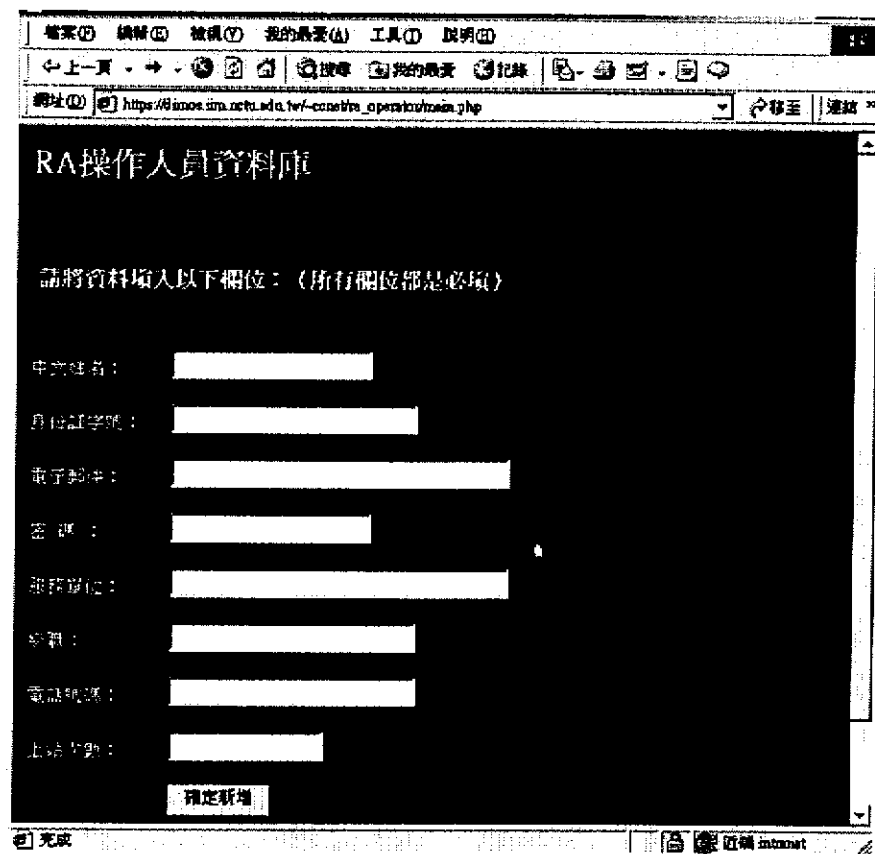 檔案(F) 編輯(E) 檢視(V) 我的最愛(A) 工具(T) 說明(H)
上一頁 搜尋 我的最愛 記錄
網址(D) main.php 移至 連結 »
RA操作人員資料庫
請將資料填入以下欄位：（所有欄位都是必填）
中文姓名：
身份証字號：
電子郵件：
密 碼 ：
服務單位：
電話號碼：
確定新增
完成 近端 intranet